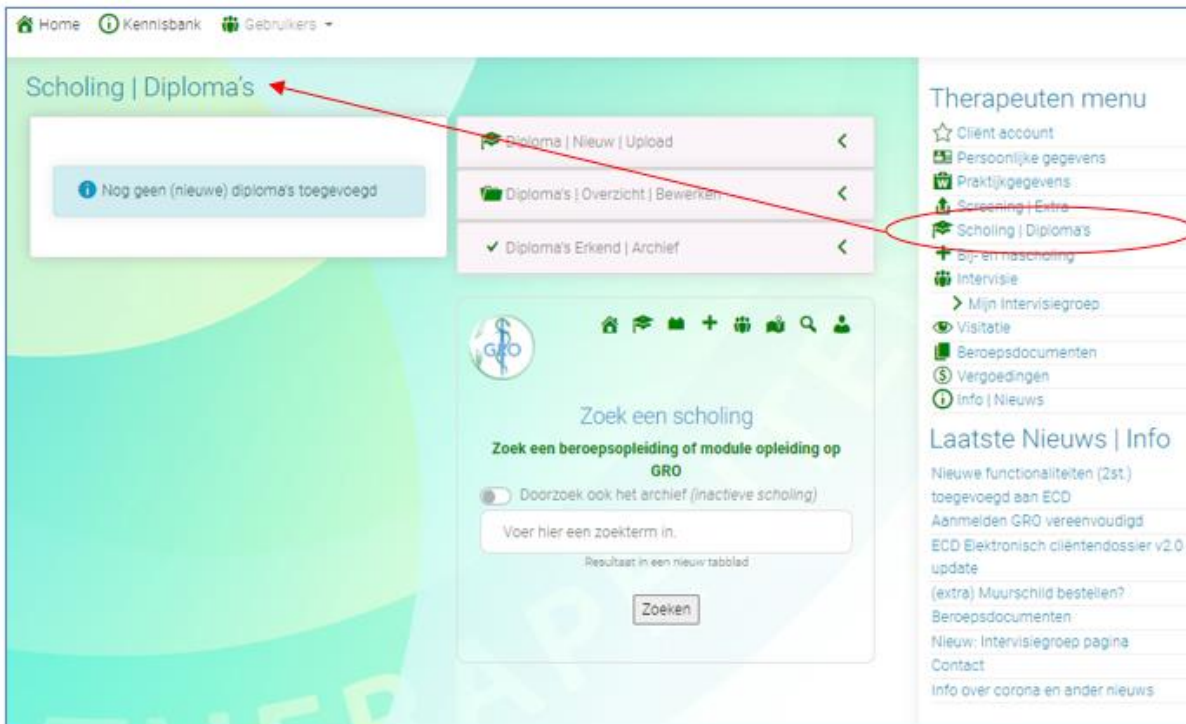 Home Kennisbank Gebruikers
Scholing | Diploma's
Nog geen (nieuwe) diploma's toegevoegd
Diploma | Nieuw | Upload
Diploma's | Overzicht | Bewerken
Diploma's Erkend | Archief
GRO
Zoek een scholing
Zoek een beroepsopleiding of module opleiding op
GRO
Doorzoek ook het archief (inactieve scholing)
Voer hier een zoekterm in.
Resultaat in een nieuw tabblad
Zoeken
Therapeuten menu
Cliënt account
Persoonlijke gegevens
Praktijkgegevens
Screening | Extra
Scholing | Diploma's
Bij- en nascholing
Intervisie
Mijn Intervisiegroep
Visitatie
Beroepsdocumenten
Vergoedingen
Info | Nieuws
Laatste Nieuws | Info
Nieuwe functionaliteiten (2st.)
toegevoegd aan ECD
Aanmelden GRO vereenvoudigd
ECD Elektronisch cliëntendossier v2.0
update
(extra) Muurschild bestellen?
Beroepsdocumenten
Nieuw: Intervisiegroep pagina
Contact
Info over corona en ander nieuws